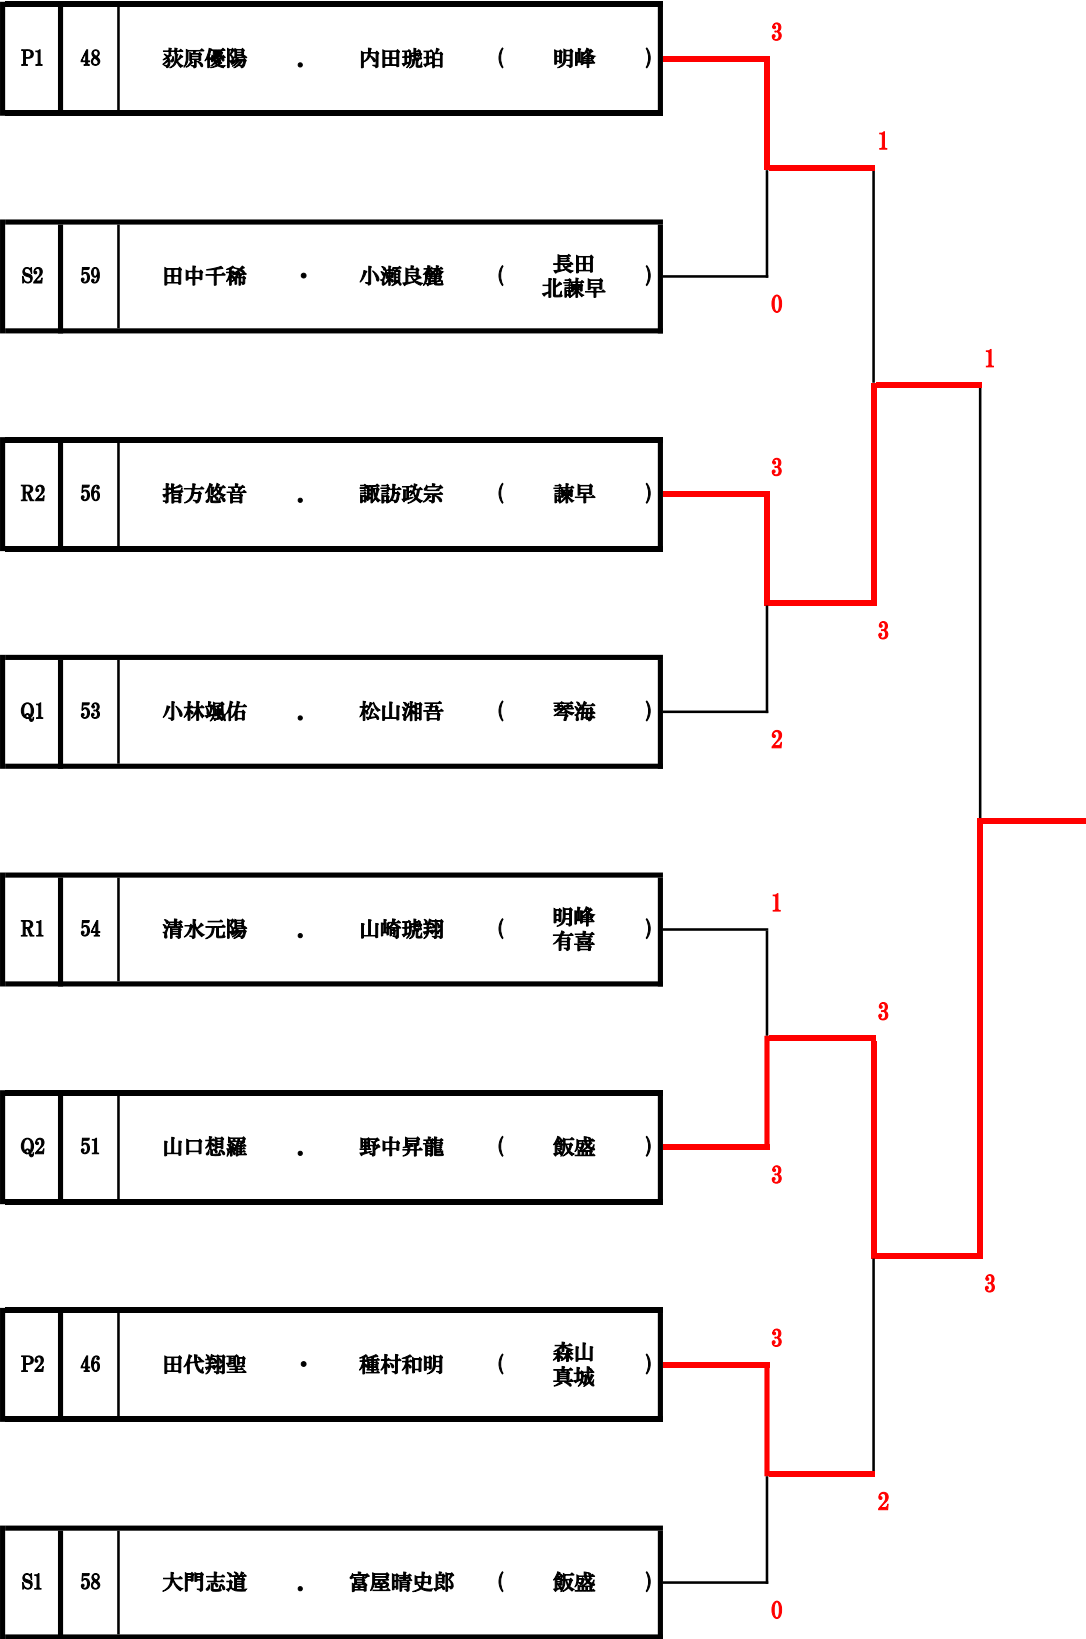 P1 48 荻原優陽 . 内田琥珀 ( 明峰 ) 3
1
S2 59 田中千稀 ・ 小瀬良麓 ( 長田
北諫早 ) 0
1
R2 56 指方悠音 . 諏訪政宗 ( 諫早 ) 3
3
Q1 53 小林颯佑 . 松山湘吾 ( 琴海 ) 2
R1 54 清水元陽 . 山崎琥翔 ( 明峰
有喜 ) 1
3
Q2 51 山口想羅 . 野中昇龍 ( 飯盛 ) 3
3
P2 46 田代翔聖 ・ 種村和明 ( 森山
真城 ) 3
2
S1 58 大門志道 . 富屋晴史郎 ( 飯盛 ) 0